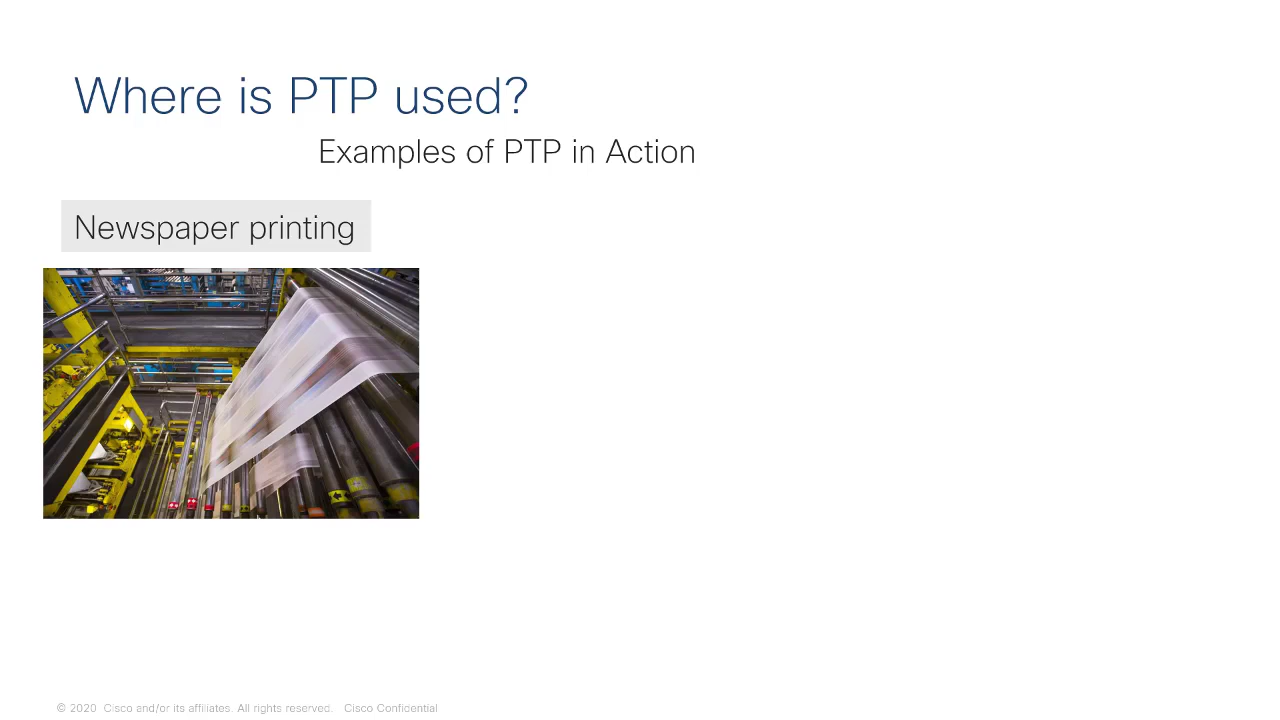 Where is PTP used?
Examples of PTP in Action
Newspaper printing
© 2020 Cisco and/or its affiliates. All rights reserved. Cisco Confidential